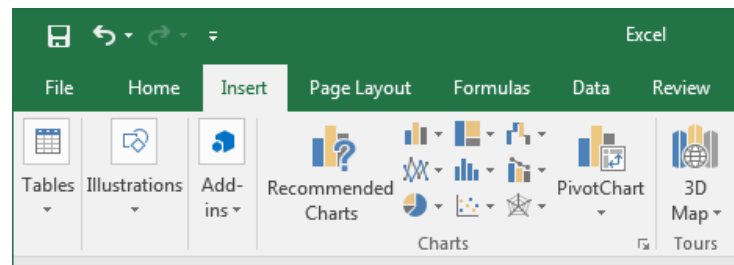 Excel
File Home Insert Page Layout Formulas Data Review
Tables Illustrations Add-
ins
Recommended
Charts
PivotChart
3D
Map
Charts Tours